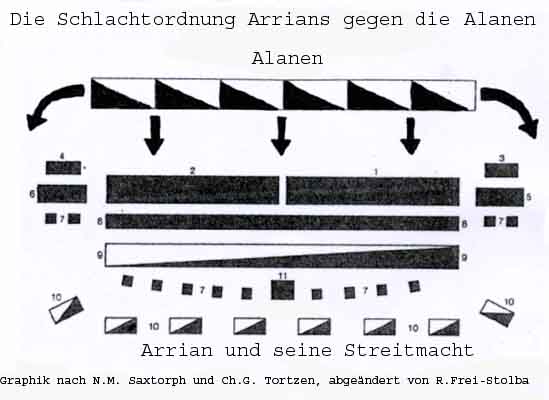 Die Schlachtordnung Arrians gegen die Alanen
Alanen
4 3
2 1
6 5
7 7
8 8
9 9
7 11 7
10 10
10 10
Arrian und seine Streitmacht
Graphik nach N.M. Saxtorph und Ch.G. Tortzen, abgeändert von R.Frei-Stolba